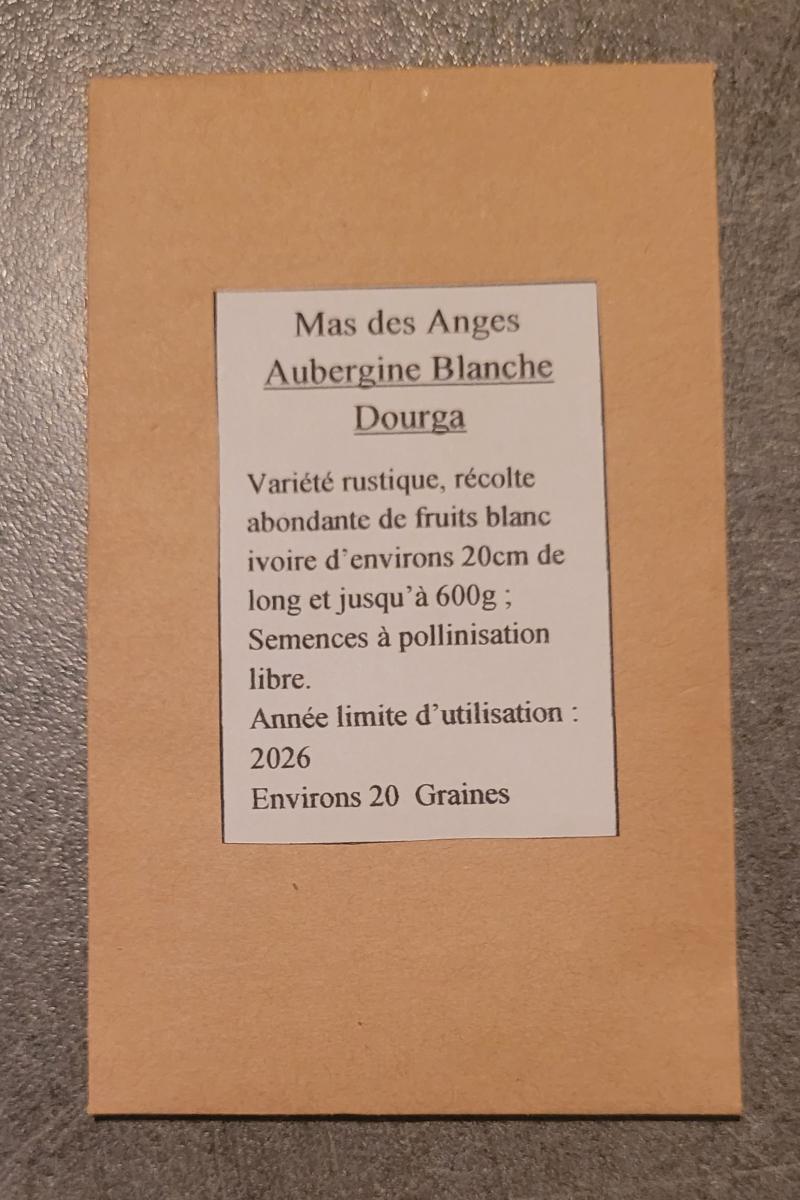 Mas des Anges
Aubergine Blanche
Dourga
Variété rustique, récolte
abondante de fruits blanc
ivoire d'environs 20cm de
long et jusqu'à 600g ;
Semences à pollinisation
libre.
Année limite d'utilisation :
2026
Environs 20  Graines